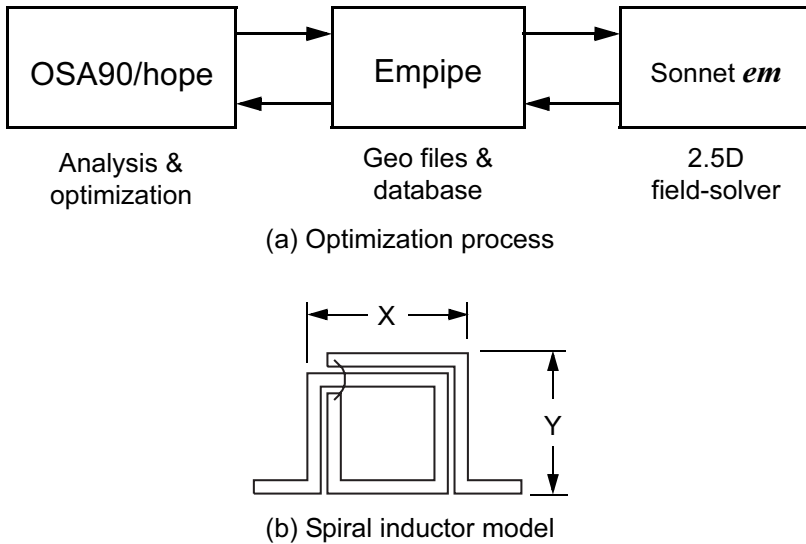 OSA90/hope
Empipe
Sonnet em
Analysis &
optimization
Geo files &
database
2.5D
field-solver
(a) Optimization process
X
Y
(b) Spiral inductor model